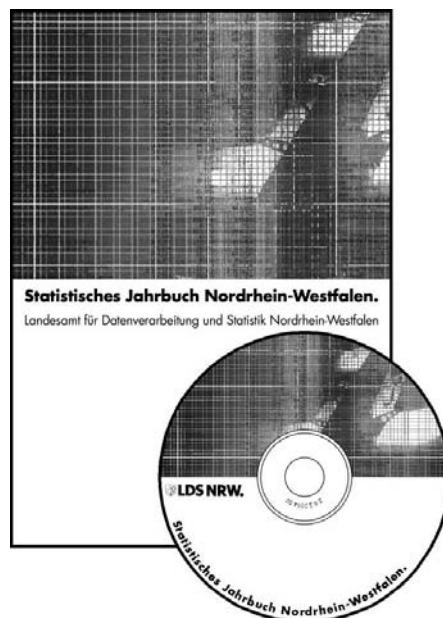 Statistisches Jahrbuch Nordrhein-Westfalen.
Landesamt für Datenverarbeitung und Statistik Nordrhein-Westfalen
LDS NRW.
Statistisches Jahrbuch Nordrhein-Westfalen.